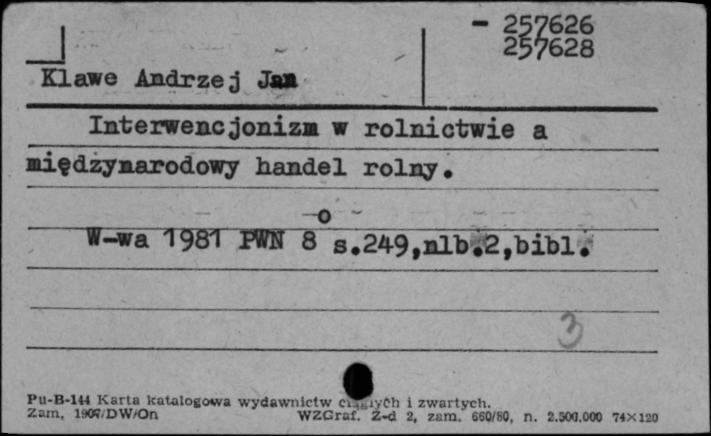 - 257626
257628
Klawe Andrzej Jan
Interwencjonizm w rolnictwie a
międzynarodowy handel rolny.
W-wa 1981 PWN 8° s.249,nlb.2,bibl.
3
Pu-B-144 Karta katalogowa wydawnictw ciągłych i zwartych.
Zam. 1907/DW/On WZGraf. Z-d 2, zam. 660/80, n. 2.500.000 74×120